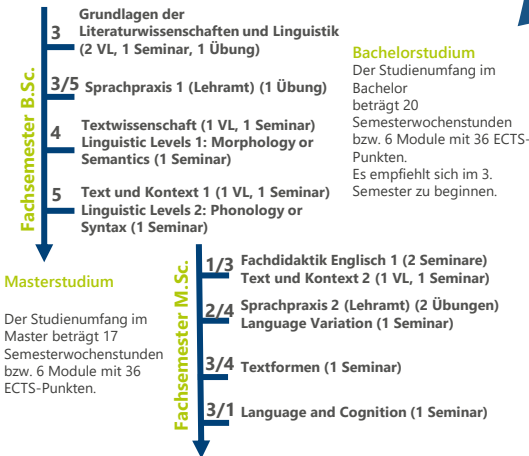 Fachsemester B.Sc.
3
Grundlagen der
Literaturwissenschaften und Linguistik
(2 VL, 1 Seminar, 1 Übung)
3/5 Sprachpraxis 1 (Lehramt) (1 Übung)
4
Textwissenschaft (1 VL, 1 Seminar)
Linguistic Levels 1: Morphology or
Semantics (1 Seminar)
5
Text und Kontext 1 (1 VL, 1 Seminar)
Linguistic Levels 2: Phonology or
Syntax (1 Seminar)
Bachelorstudium
Der Studienumfang im
Bachelor
beträgt 20
Semesterwochenstunden
bzw. 6 Module mit 36 ECTS-
Punkten.
Es empfiehlt sich im 3.
Semester zu beginnen.
Masterstudium
Der Studienumfang im
Master beträgt 17
Semesterwochenstunden
bzw. 6 Module mit 36
ECTS-Punkten.
Fachsemester M.Sc.
1/3 Fachdidaktik Englisch 1 (2 Seminare)
Text und Kontext 2 (1 VL, 1 Seminar)
2/4 Sprachpraxis 2 (Lehramt) (2 Übungen)
Language Variation (1 Seminar)
3/4 Textformen (1 Seminar)
3/1 Language and Cognition (1 Seminar)